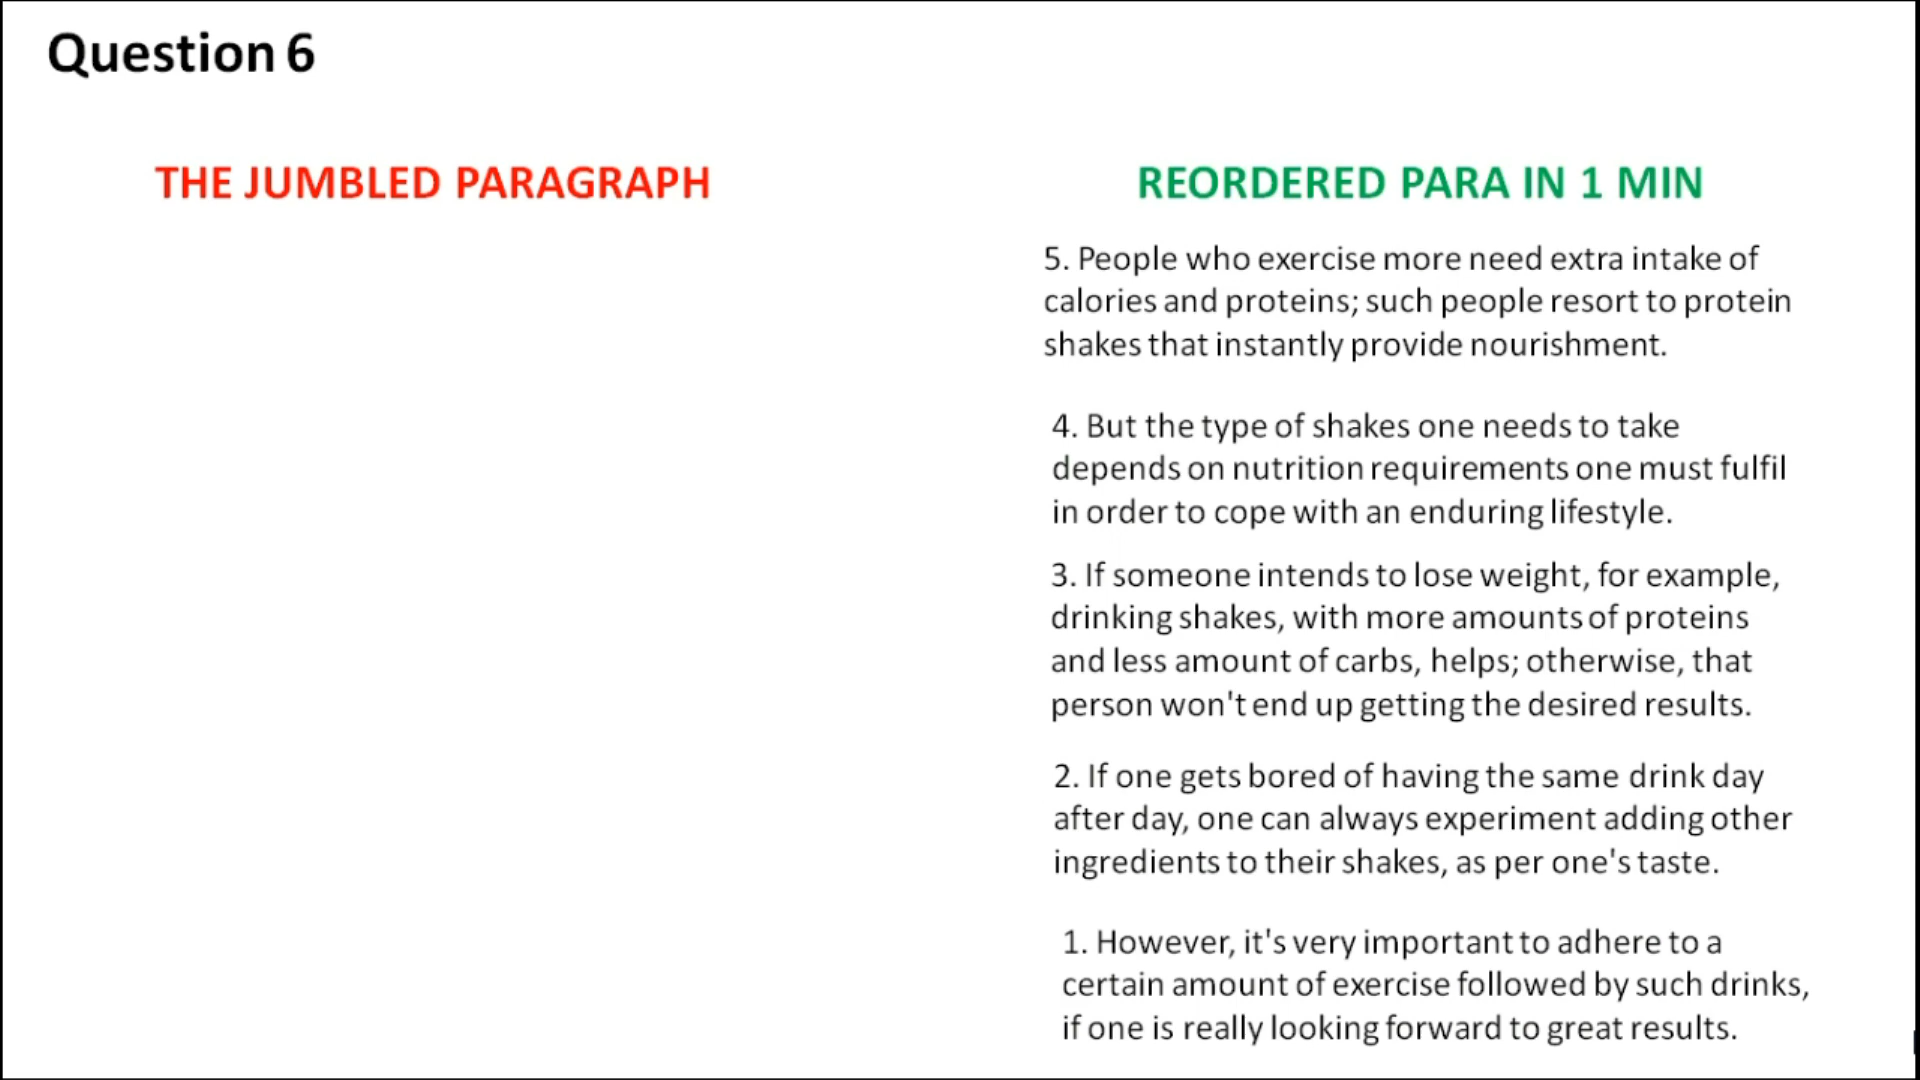 Question 6
THE JUMBLED PARAGRAPH
REORDERED PARA IN 1 MIN
5. People who exercise more need extra intake of
calories and proteins; such people resort to protein
shakes that instantly provide nourishment.
4. But the type of shakes one needs to take
depends on nutrition requirements one must fulfil
in order to cope with an enduring lifestyle.
3. If someone intends to lose weight, for example,
drinking shakes, with more amounts of proteins
and less amount of carbs, helps; otherwise, that
person won't end up getting the desired results.
2. If one gets bored of having the same drink day
after day, one can always experiment adding other
ingredients to their shakes, as per one's taste.
1. However, it's very important to adhere to a
certain amount of exercise followed by such drinks,
if one is really looking forward to great results.